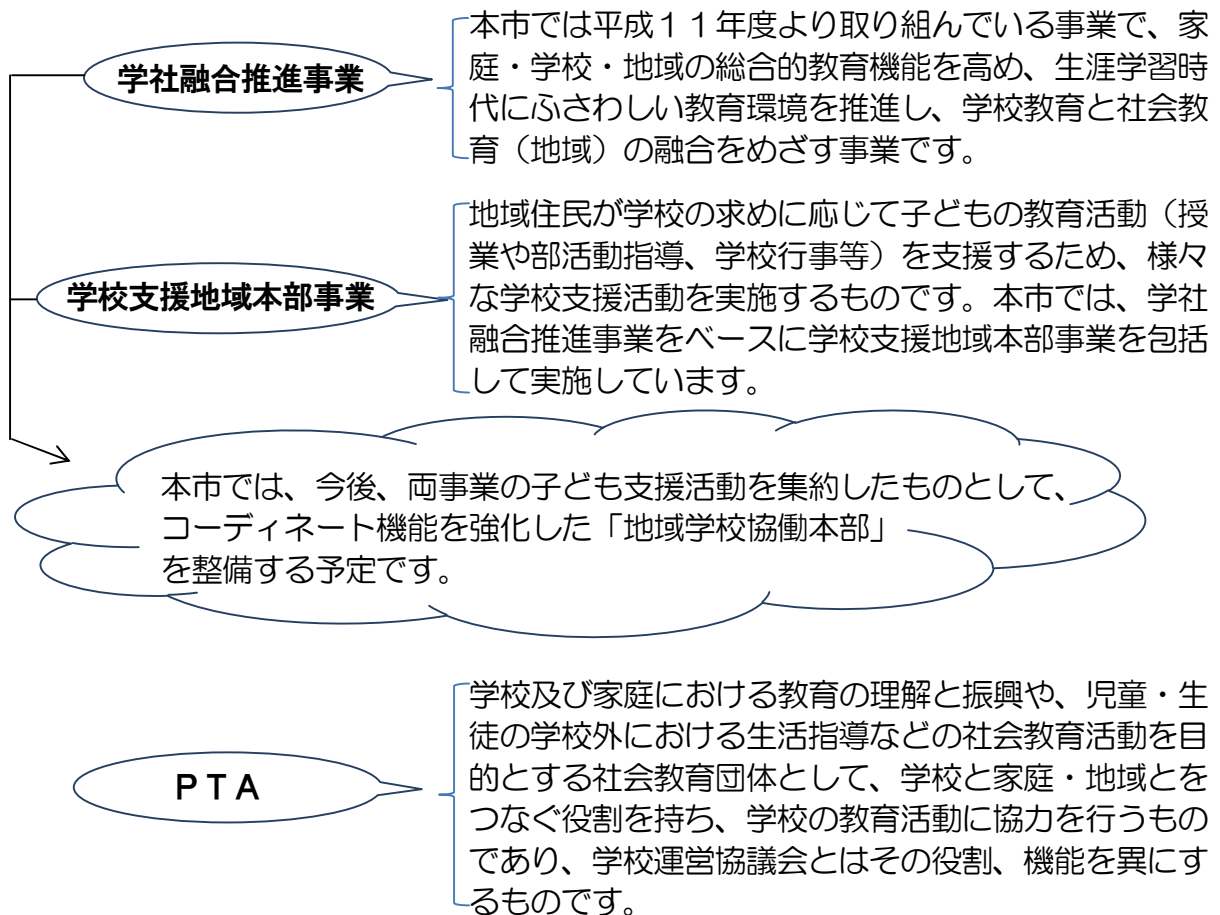 学社融合推進事業
本市では平成１１年度より取り組んでいる事業で、家
庭・学校・地域の総合的教育機能を高め、生涯学習時
代にふさわしい教育環境を推進し、学校教育と社会教
育（地域）の融合をめざす事業です。
学校支援地域本部事業
地域住民が学校の求めに応じて子どもの教育活動（授
業や部活動指導、学校行事等）を支援するため、様々
な学校支援活動を実施するものです。本市では、学社
融合推進事業をベースに学校支援地域本部事業を包括
して実施しています。
本市では、今後、両事業の子ども支援活動を集約したものとして、
コーディネート機能を強化した「地域学校協働本部」
を整備する予定です。
ＰＴＡ
学校及び家庭における教育の理解と振興や、児童・生
徒の学校外における生活指導などの社会教育活動を目
的とする社会教育団体として、学校と家庭・地域とを
つなぐ役割を持ち、学校の教育活動に協力を行うもの
であり、学校運営協議会とはその役割、機能を異にす
るものです。